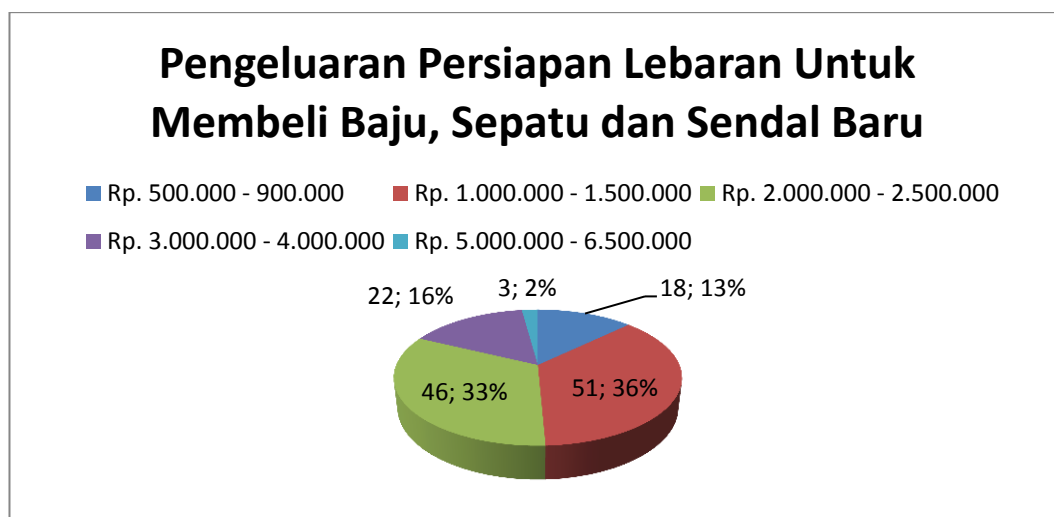 Pengeluaran Persiapan Lebaran Untuk
Membeli Baju, Sepatu dan Sendal Baru
Rp. 500.000 - 900.000 Rp. 1.000.000 - 1.500.000 Rp. 2.000.000 - 2.500.000
Rp. 3.000.000 - 4.000.000 Rp. 5.000.000 - 6.500.000
22; 16% 3; 2% 18; 13%
46; 33% 51; 36%